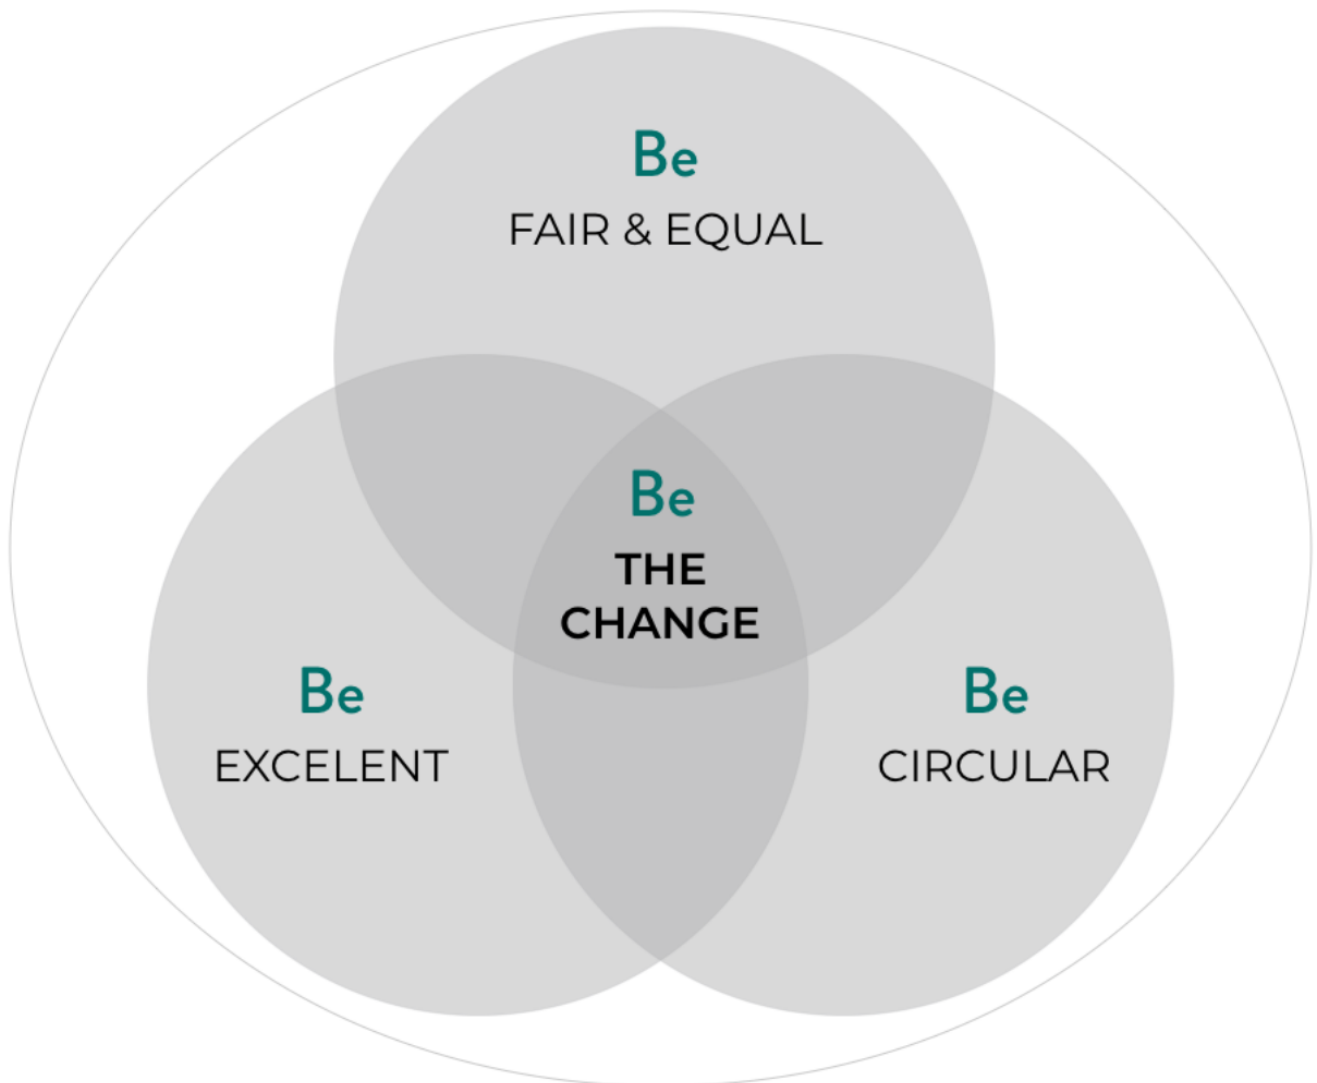 Be
FAIR & EQUAL
Be
THE
CHANGE
Be
EXCELENT
Be
CIRCULAR